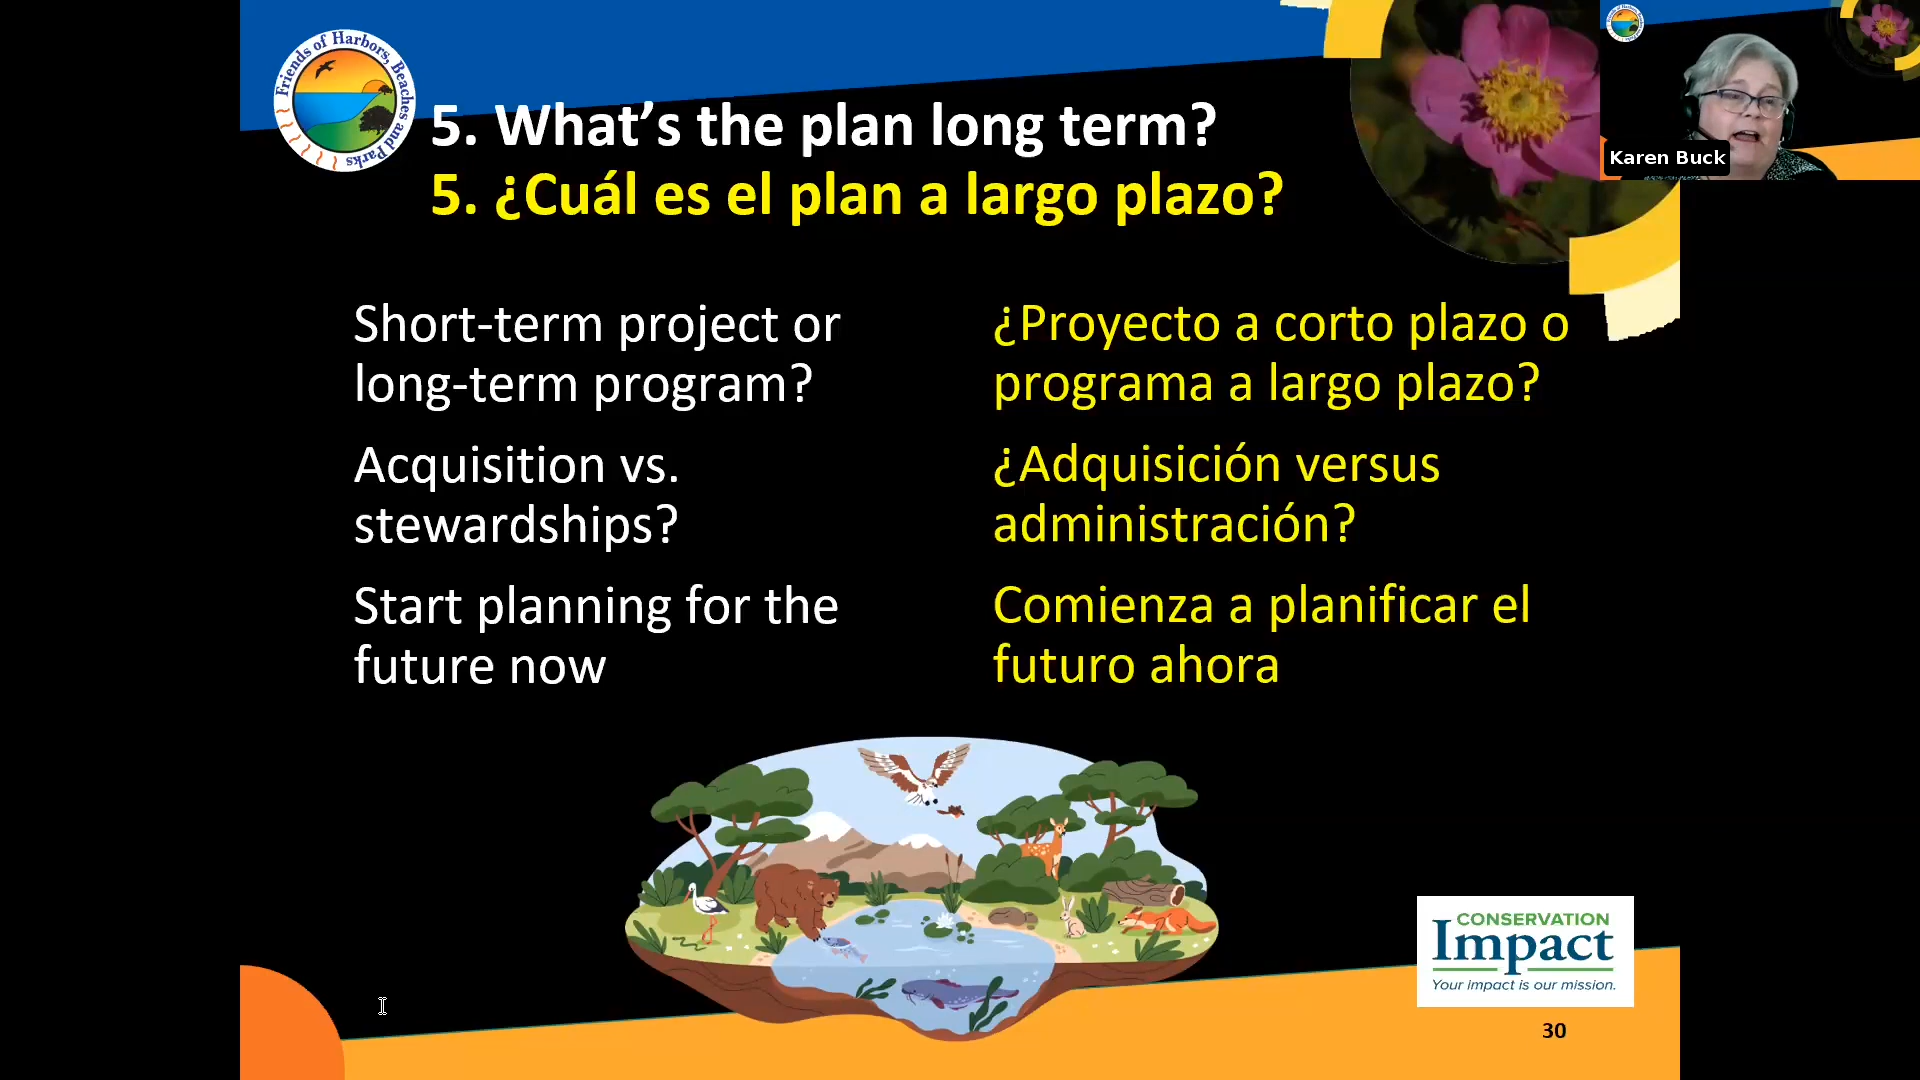 Friends of Harbors, Beaches and Parks
5. What’s the plan long term?
5. ¿Cuál es el plan a largo plazo?
Karen Buck
Short-term project or
long-term program?
Acquisition vs.
stewardships?
Start planning for the
future now
¿Proyecto a corto plazo o
programa a largo plazo?
¿Adquisición versus
administración?
Comienza a planificar el
futuro ahora
CONSERVATION
Impact
Your impact is our mission.
30